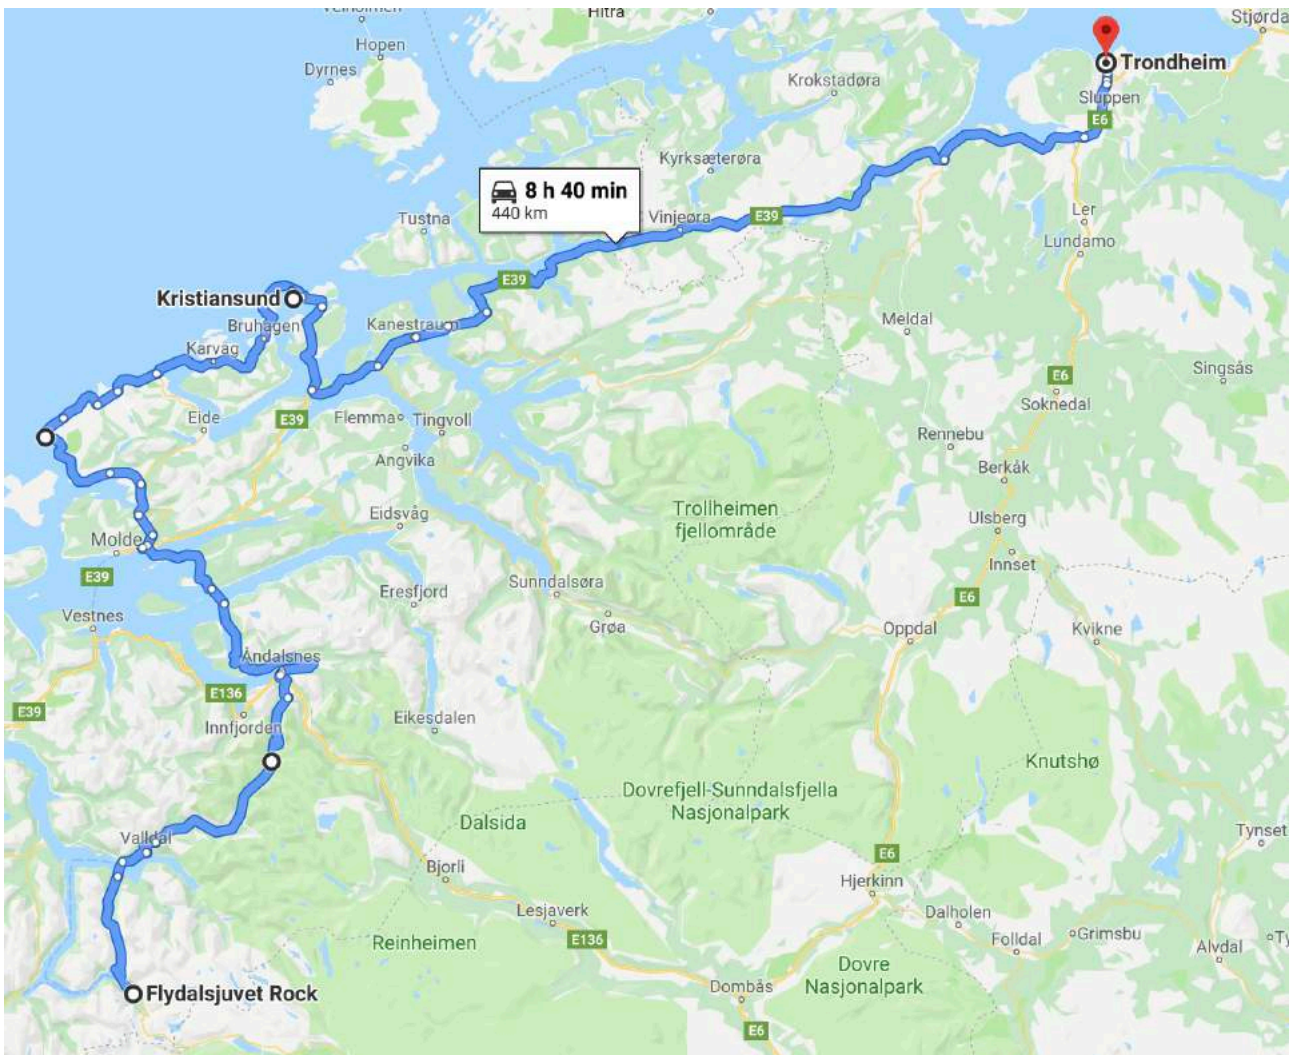 Hitra
Stjørda
Hopen
Dyrnes
Trondheim
Krokstadøra
Sluppen
E6
Kyrksæterøra
8 h 40 min
440 km
Tustna
Vinjeøra
E39
Ler
Lundamo
E39
Kristiansund
Bruhagen
Kanestraum
Meldal
Karvåg
Singsås
E6
Eide
E39
Flemma
Tingvoll
Soknedal
Rennebu
Angvika
Berkåk
Trollheimen
fjellområde
Eidsvåg
Ulsberg
Molde
Innset
E39
Sunndalsøra
Eresfjord
E6
Vestnes
Grøa
Oppdal
Kvikne
Åndalsnes
E136
E39
Innfjorden
Eikesdalen
Knutshø
Dovrefjell-Sunndalsfjella
Nasjonalpark
Dalsida
Valldal
Tynset
E6
Bjorli
Hjerkinn
Lesjaverk
Dalholen
E136
Reinheimen
Folldal
Grimsbu
Alvdal
Ty
Dovre
Nasjonalpark
Flydalsjuvet Rock
Dombås
E6